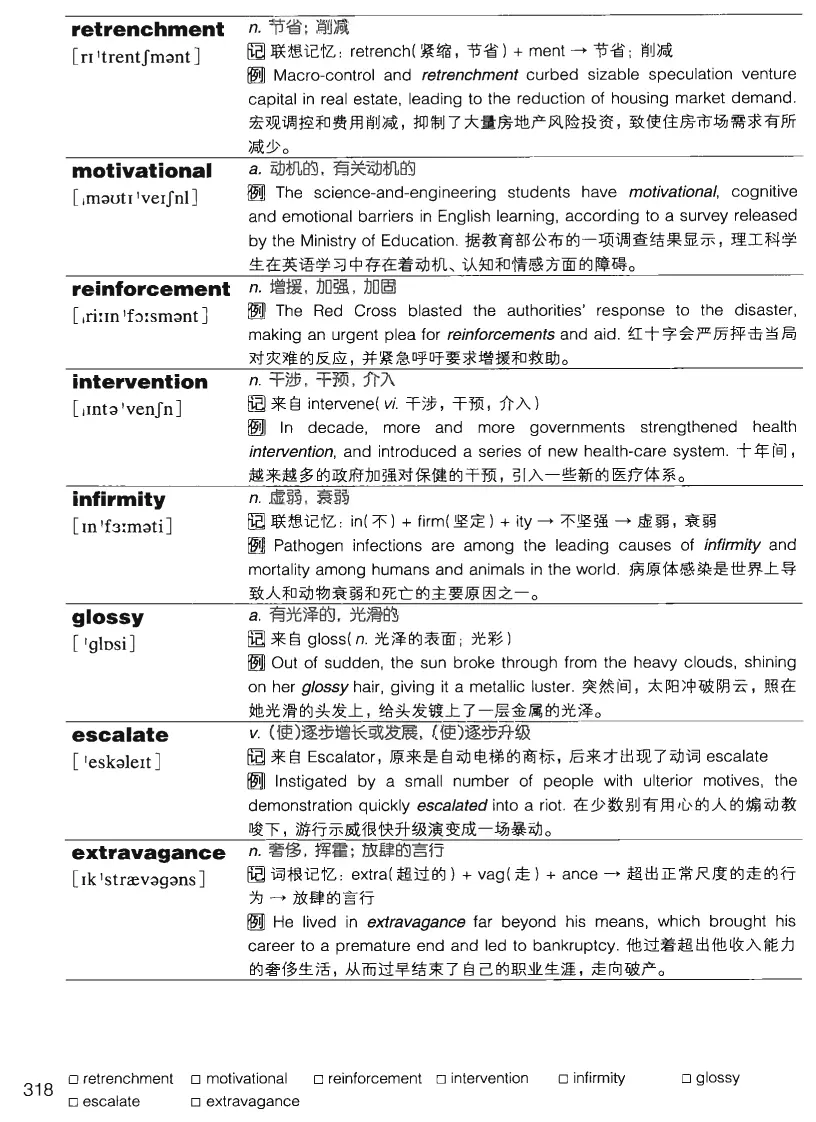 retrenchment n. 节省; 削减
[rɪˈtrentʃmənt] 记 联想记忆: retrench(紧缩, 节省) + ment → 节省; 削减
例 Macro-control and retrenchment curbed sizable speculation venture
capital in real estate, leading to the reduction of housing market demand.
宏观调控和费用削减, 抑制了大量房地产风险投资, 致使住房市场需求有所
减少。
motivational a. 动机的, 有关动机的
[ˌməʊtɪˈveɪʃnl] 例 The science-and-engineering students have motivational, cognitive
and emotional barriers in English learning, according to a survey released
by the Ministry of Education. 据教育部公布的一项调查结果显示, 理工科学
生在英语学习中存在着动机、认知和情感方面的障碍。
reinforcement n. 增援, 加强, 加固
[ˌriːɪnˈfɔːsmənt] 例 The Red Cross blasted the authorities' response to the disaster,
making an urgent plea for reinforcements and aid. 红十字会严厉抨击当局
对灾难的反应, 并紧急呼吁要求增援和救助。
intervention n. 干涉, 干预, 介入
[ˌɪntəˈvenʃn] 记 来自 intervene(vi. 干涉, 干预, 介入)
例 In decade, more and more governments strengthened health
intervention, and introduced a series of new health-care system. 十年间,
越来越多的政府加强对保健的干预, 引入一些新的医疗体系。
infirmity n. 虚弱, 衰弱
[ɪnˈfɜːməti] 记 联想记忆: in(不) + firm(坚定) + ity → 不坚强 → 虚弱, 衰弱
例 Pathogen infections are among the leading causes of infirmity and
mortality among humans and animals in the world. 病原体感染是世界上导
致人和动物衰弱和死亡的主要原因之一。
glossy a. 有光泽的, 光滑的
[ˈɡlɒsi] 记 来自 gloss(n. 光泽的表面; 光彩)
例 Out of sudden, the sun broke through from the heavy clouds, shining
on her glossy hair, giving it a metallic luster. 突然间, 太阳冲破阴云, 照在
她光滑的头发上, 给头发镀上了一层金属的光泽。
escalate v. (使)逐步增长或发展, (使)逐步升级
[ˈeskəleɪt] 记 来自 Escalator, 原来是自动电梯的商标, 后来才出现了动词 escalate
例 Instigated by a small number of people with ulterior motives, the
demonstration quickly escalated into a riot. 在少数别有用心的人的煽动教
唆下, 游行示威很快升级演变成一场暴动。
extravagance n. 奢侈, 挥霍; 放肆的言行
[ɪkˈstrævəɡəns] 记 词根记忆: extra(超过的) + vag(走) + ance → 超出正常尺度的走的行
为 → 放肆的言行
例 He lived in extravagance far beyond his means, which brought his
career to a premature end and led to bankruptcy. 他过着超出他收入能力
的奢侈生活, 从而过早结束了自己的职业生涯, 走向破产。
□ retrenchment □ motivational □ reinforcement □ intervention □ infirmity □ glossy
318
□ escalate □ extravagance